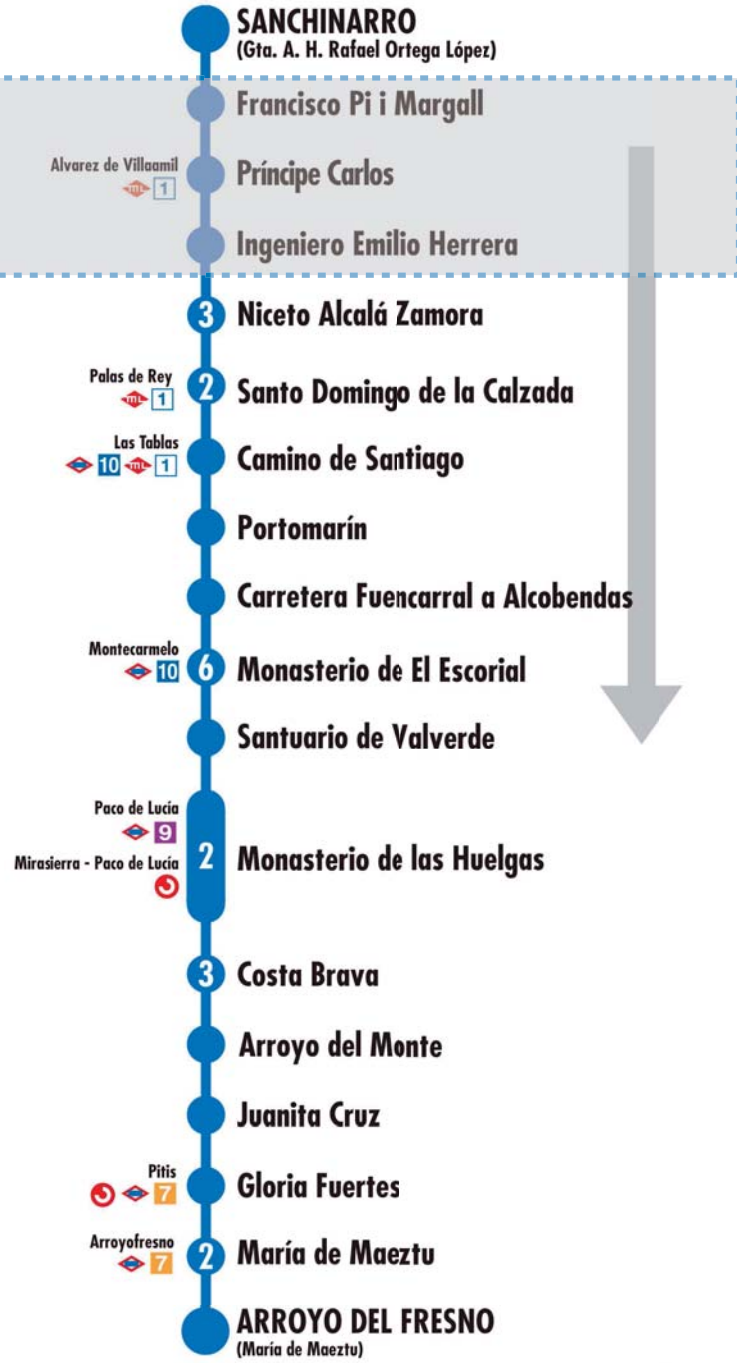 SANCHINARRO
(Gta. A. H. Rafael Ortega López)
Francisco Pi i Margall
Alvarez de Villaamil
ML 1
Príncipe Carlos
Ingeniero Emilio Herrera
3 Niceto Alcalá Zamora
Palas de Rey
ML 1
2 Santo Domingo de la Calzada
Las Tablas
10 ML 1
Camino de Santiago
Portomarín
Carretera Fuencarral a Alcobendas
Montecarmelo
10
6 Monasterio de El Escorial
Santuario de Valverde
Paco de Lucía
9
Mirasierra - Paco de Lucía
2 Monasterio de las Huelgas
3 Costa Brava
Arroyo del Monte
Juanita Cruz
Pitis
7
Gloria Fuertes
Arroyofresno
7
2 María de Maeztu
ARROYO DEL FRESNO
(María de Maeztu)